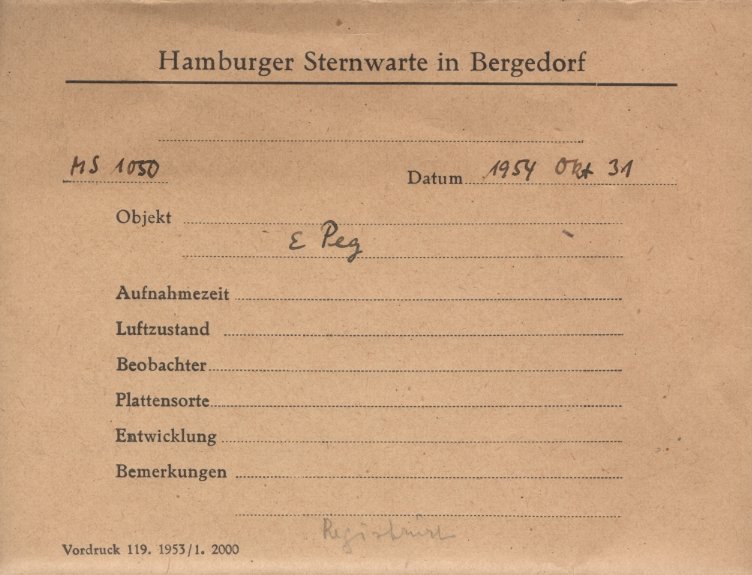 Hamburger Sternwarte in Bergedorf
MS 1050 Datum 1954 Okt 31
Objekt
ε Peg
Aufnahmezeit
Luftzustand
Beobachter
Plattensorte
Entwicklung
Bemerkungen
Registriert
Vordruck 119. 1953/1. 2000